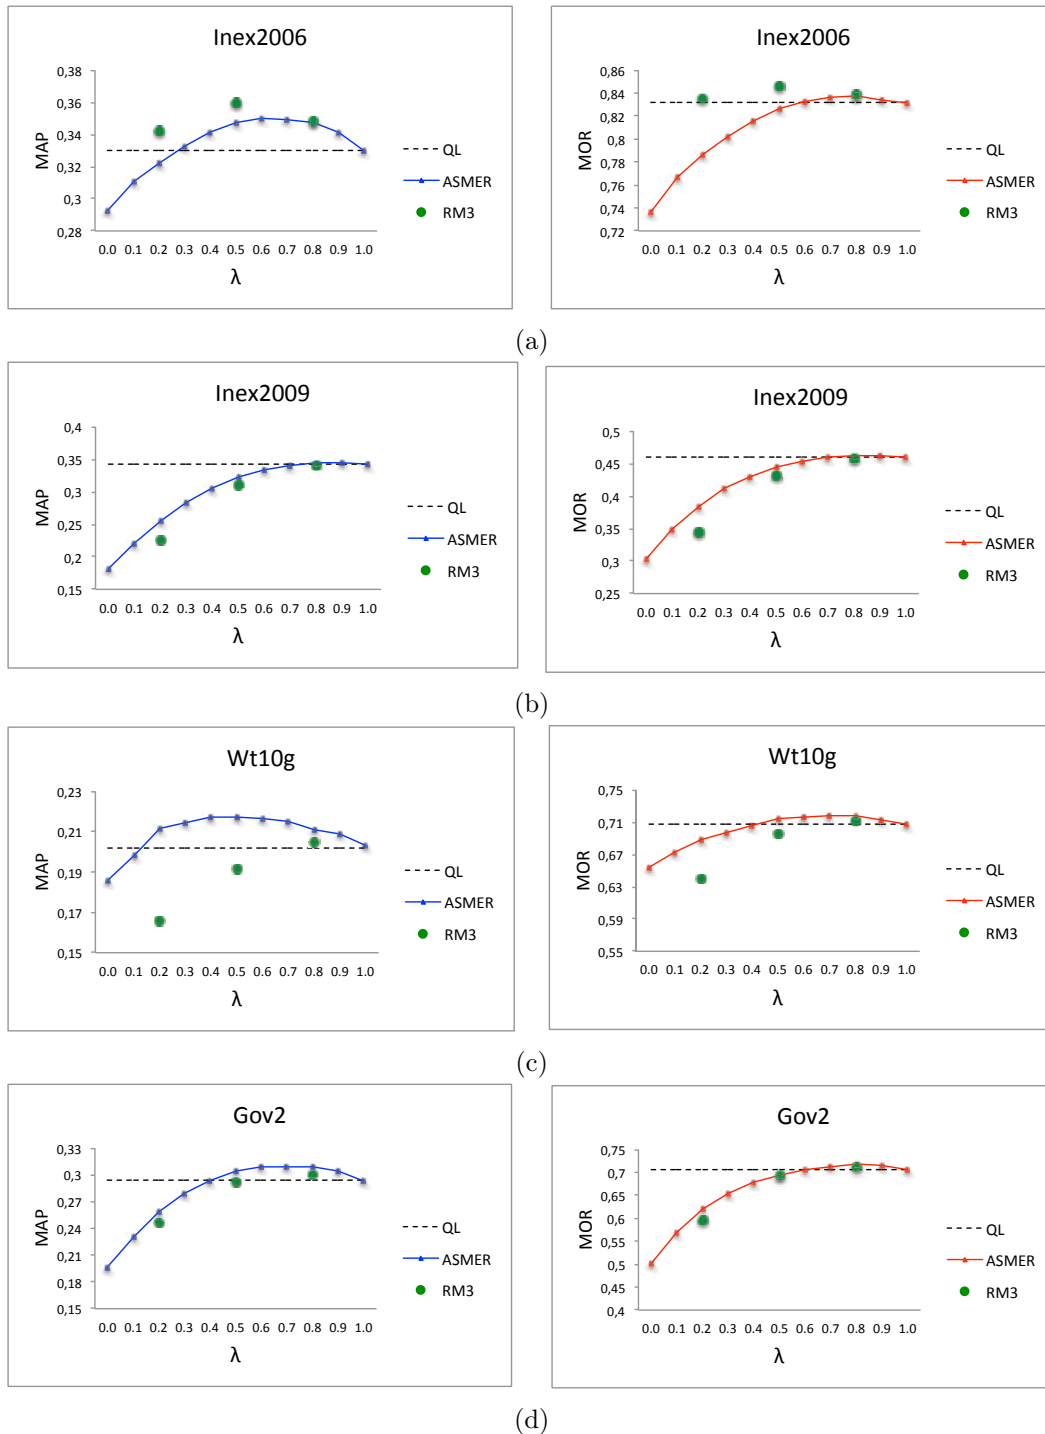 Inex2006
0,38
0,36
0,34
0,32
0,3
0,28
MAP
0.0 0.1 0.2 0.3 0.4 0.5 0.6 0.7 0.8 0.9 1.0
λ
QL
ASMER
RM3
Inex2006
0,86
0,84
0,82
0,8
0,78
0,76
0,74
0,72
MOR
0.0 0.1 0.2 0.3 0.4 0.5 0.6 0.7 0.8 0.9 1.0
λ
QL
ASMER
RM3
(a)
Inex2009
0,4
0,35
0,3
0,25
0,2
0,15
MAP
0.0 0.1 0.2 0.3 0.4 0.5 0.6 0.7 0.8 0.9 1.0
λ
QL
ASMER
RM3
Inex2009
0,5
0,45
0,4
0,35
0,3
0,25
MOR
0.0 0.1 0.2 0.3 0.4 0.5 0.6 0.7 0.8 0.9 1.0
λ
QL
ASMER
RM3
(b)
Wt10g
0,23
0,21
0,19
0,17
0,15
MAP
0.0 0.1 0.2 0.3 0.4 0.5 0.6 0.7 0.8 0.9 1.0
λ
QL
ASMER
RM3
Wt10g
0,75
0,71
0,67
0,63
0,59
0,55
MOR
0.0 0.1 0.2 0.3 0.4 0.5 0.6 0.7 0.8 0.9 1.0
λ
QL
ASMER
RM3
(c)
Gov2
0,33
0,3
0,27
0,24
0,21
0,18
0,15
MAP
0.0 0.1 0.2 0.3 0.4 0.5 0.6 0.7 0.8 0.9 1.0
λ
QL
ASMER
RM3
Gov2
0,75
0,7
0,65
0,6
0,55
0,5
0,45
0,4
MOR
0.0 0.1 0.2 0.3 0.4 0.5 0.6 0.7 0.8 0.9 1.0
λ
QL
ASMER
RM3
(d)